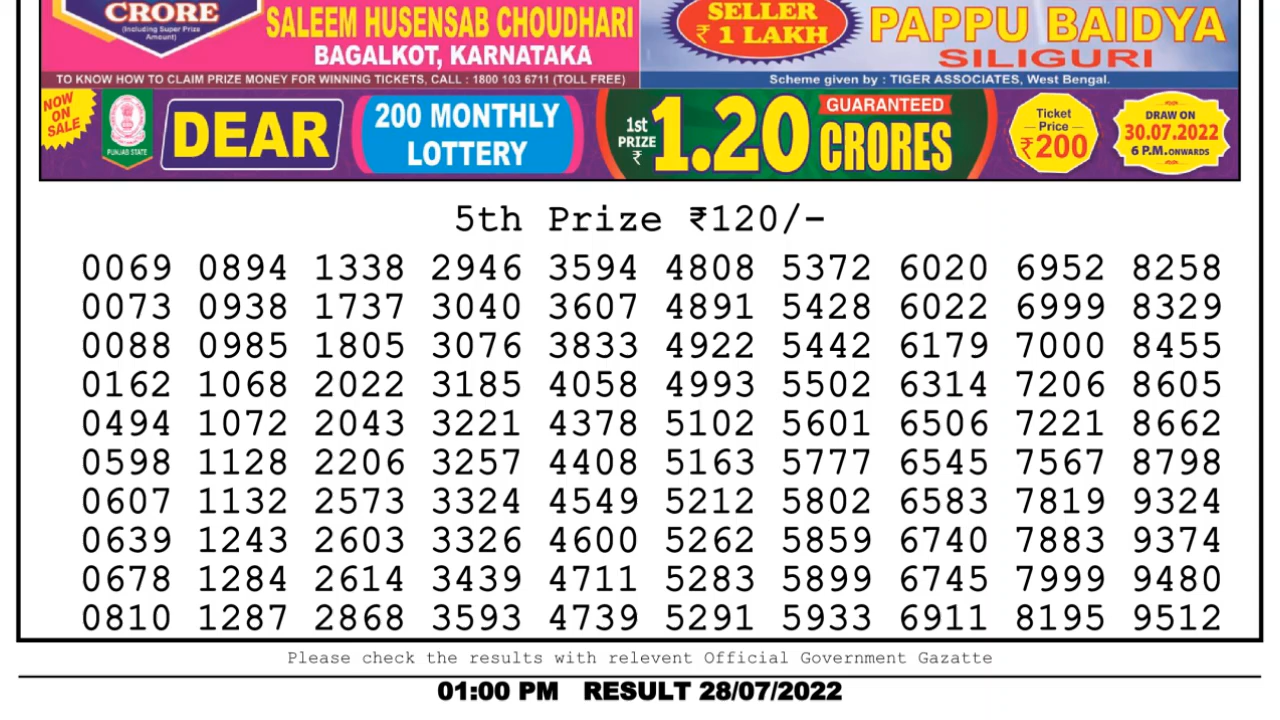 CRORE
(Including Super Prize
Amount)
SALEEM HUSENSAB CHOUDHARI
BAGALKOT, KARNATAKA
SELLER
₹ 1 LAKH
PAPPU BAIDYA
SILIGURI
TO KNOW HOW TO CLAIM PRIZE MONEY FOR WINNING TICKETS, CALL : 1800 103 6711 (TOLL FREE)
Scheme given by : TIGER ASSOCIATES, West Bengal.
NOW
ON
SALE
PUNJAB STATE
DEAR
200 MONTHLY
LOTTERY
1st
PRIZE
₹
1.20
GUARANTEED
CRORES
Ticket
Price
₹200
DRAW ON
30.07.2022
6 P.M. ONWARDS
5th Prize ₹120/-
0069 0894 1338 2946 3594 4808 5372 6020 6952 8258
0073 0938 1737 3040 3607 4891 5428 6022 6999 8329
0088 0985 1805 3076 3833 4922 5442 6179 7000 8455
0162 1068 2022 3185 4058 4993 5502 6314 7206 8605
0494 1072 2043 3221 4378 5102 5601 6506 7221 8662
0598 1128 2206 3257 4408 5163 5777 6545 7567 8798
0607 1132 2573 3324 4549 5212 5802 6583 7819 9324
0639 1243 2603 3326 4600 5262 5859 6740 7883 9374
0678 1284 2614 3439 4711 5283 5899 6745 7999 9480
0810 1287 2868 3593 4739 5291 5933 6911 8195 9512
Please check the results with relevent Official Government Gazatte
01:00 PM RESULT 28/07/2022